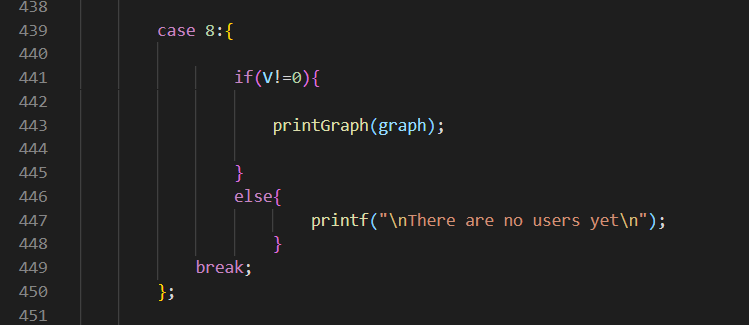 438
439 case 8:{
440
441 if(V!=0){
442
443 printGraph(graph);
444
445 }
446 else{
447 printf("\nThere are no users yet\n");
448 }
449 break;
450 };
451